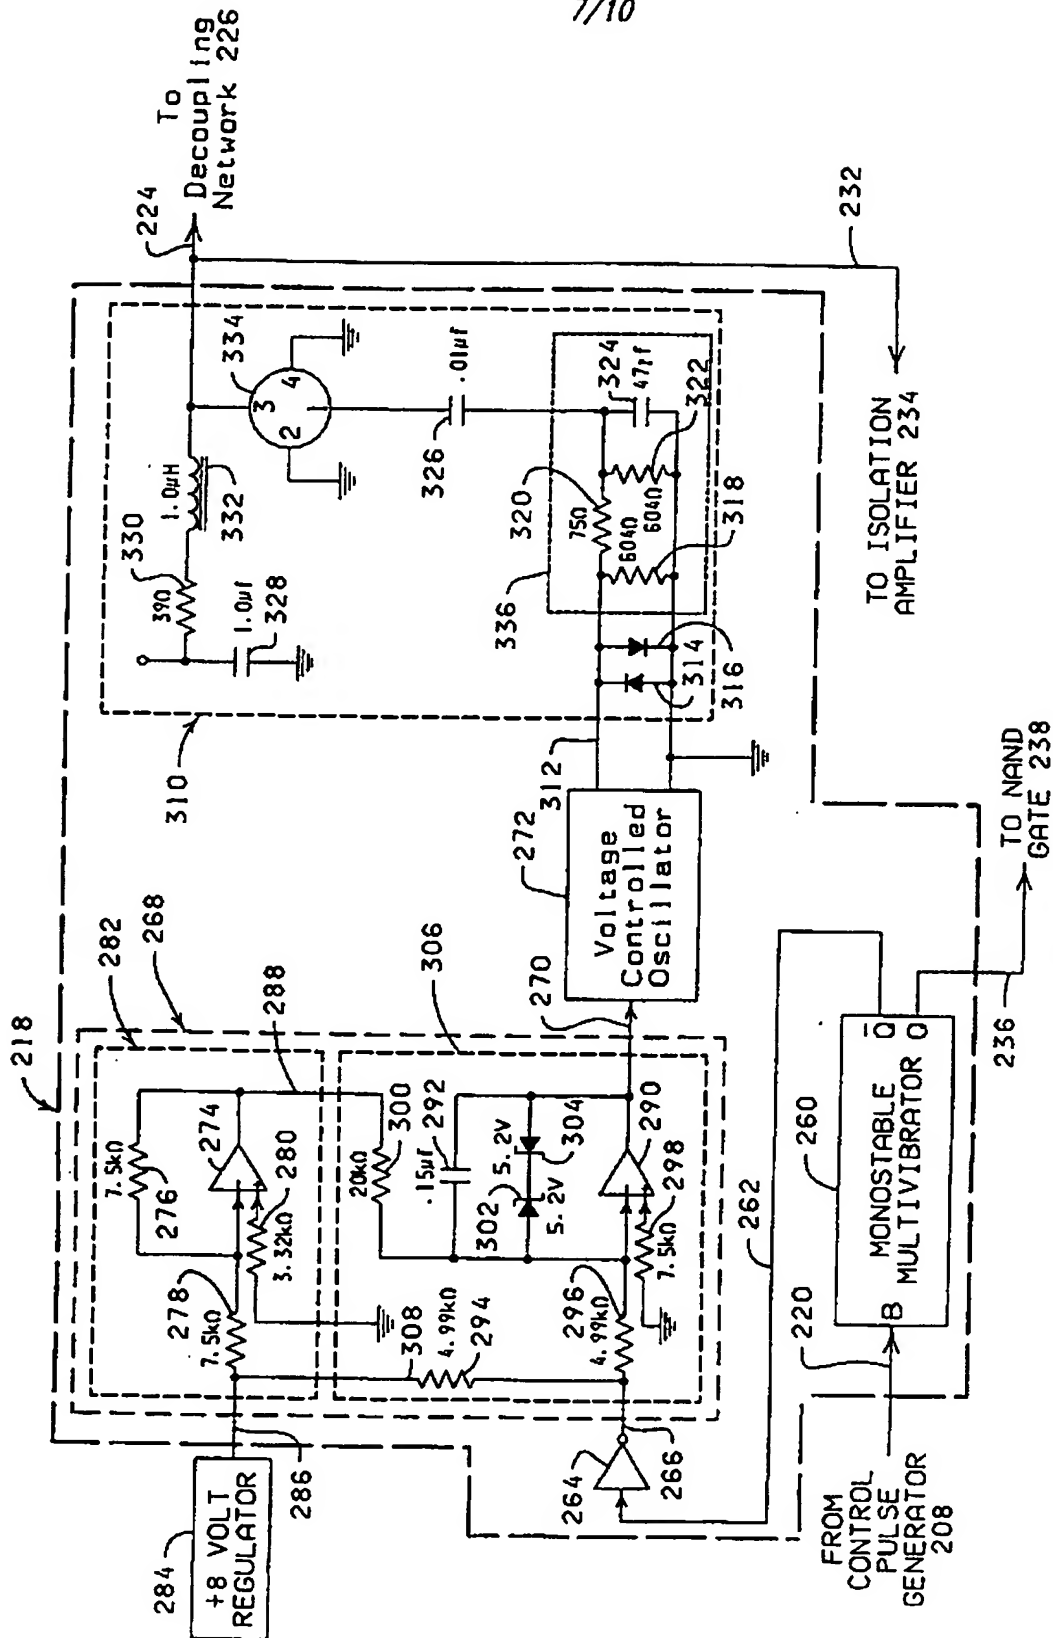 7/10
To
Decoupling
Network 226
224
232
TO ISOLATION
AMPLIFIER 234
334
3
4
2
1.0µH
332
330
39Ω
1.0µf
328
.01µf
326
324
322
320
75Ω
604Ω
604Ω
318
336
314
316
310
312
272
Voltage
Controlled
Oscillator
270
218
282
268
288
306
7.5kΩ
276
274
280
3.32kΩ
278
7.5kΩ
20kΩ
300
.15µf
292
5.2V
304
302
5.2V
290
298
7.5kΩ
308
4.99kΩ
294
296
4.99kΩ
284
+8 VOLT
REGULATOR
286
264
266
262
260
MONOSTABLE
MULTIVIBRATOR
B
Q
Q
220
236
TO NAND
GATE 238
FROM
CONTROL
PULSE
GENERATOR
208